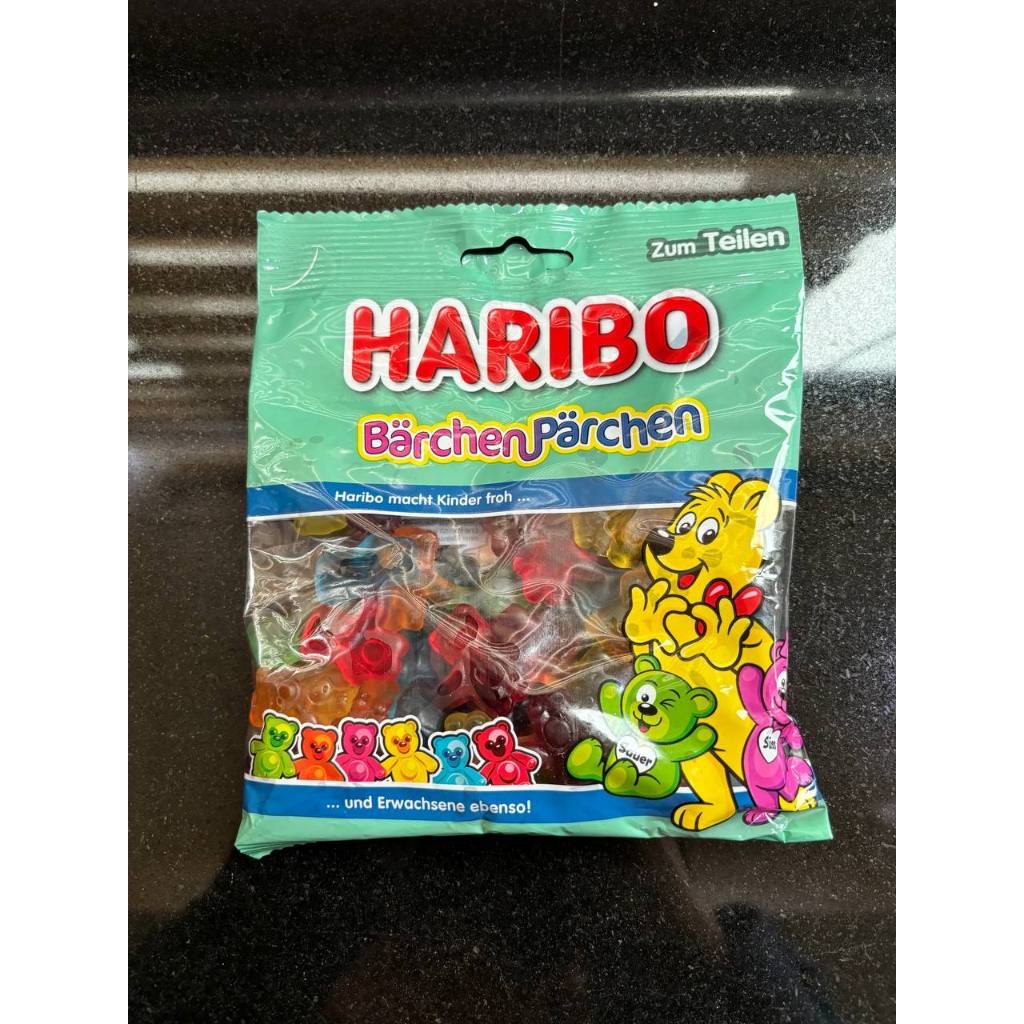 Zum Teilen
HARIBO
BärchenPärchen
Haribo macht Kinder froh ...
Sauer
Süss
... und Erwachsene ebenso!